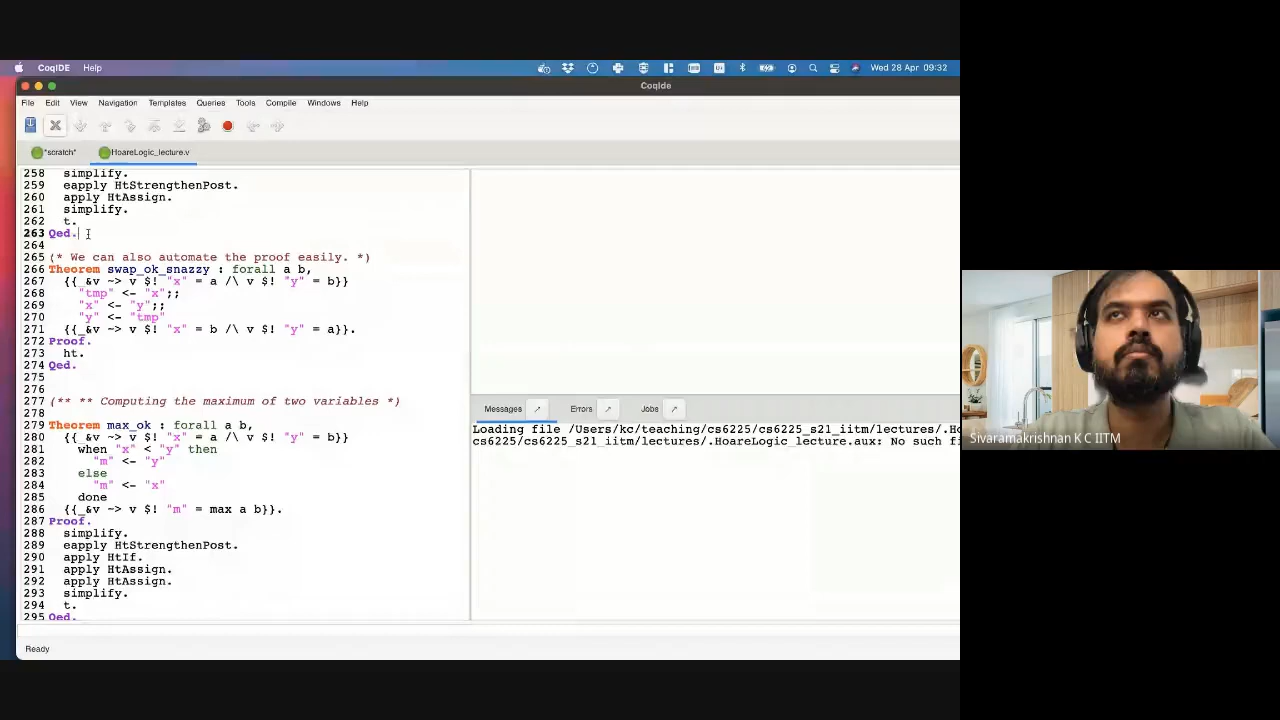 CoqIDE Help Wed 28 Apr 09:32
CoqIde
File Edit View Navigation Templates Queries Tools Compile Windows Help
*scratch* HoareLogic_lecture.v
258 simplify.
259 eapply HtStrengthenPost.
260 apply HtAssign.
261 simplify.
262 t.
263 Qed.
264
265 (* We can also automate the proof easily. *)
266 Theorem swap_ok_snazzy : forall a b,
267 {{_&v ~> v $! "x" = a /\ v $! "y" = b}}
268 "tmp" <- "x";;
269 "x" <- "y";;
270 "y" <- "tmp"
271 {{_&v ~> v $! "x" = b /\ v $! "y" = a}}.
272 Proof.
273 ht.
274 Qed.
275
276
277 (** ** Computing the maximum of two variables *)
278
279 Theorem max_ok : forall a b,
280 {{_&v ~> v $! "x" = a /\ v $! "y" = b}}
281 when "x" < "y" then
282 "m" <- "y"
283 else
284 "m" <- "x"
285 done
286 {{_&v ~> v $! "m" = max a b}}.
287 Proof.
288 simplify.
289 eapply HtStrengthenPost.
290 apply HtIf.
291 apply HtAssign.
292 apply HtAssign.
293 simplify.
294 t.
295 Qed.
Messages Errors Jobs
Loading file /Users/kc/teaching/cs6225/cs6225_s21_iitm/lectures/.Ho
cs6225/cs6225_s21_iitm/lectures/.HoareLogic_lecture.aux: No such fi
Ready
Sivaramakrishnan K C IITM